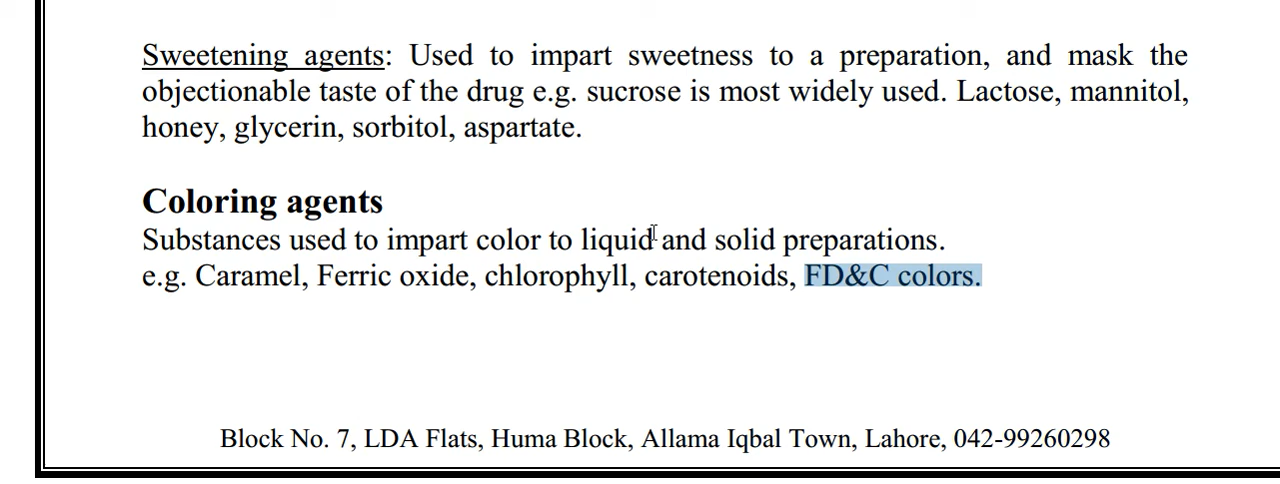 Sweetening agents: Used to impart sweetness to a preparation, and mask the
objectionable taste of the drug e.g. sucrose is most widely used. Lactose, mannitol,
honey, glycerin, sorbitol, aspartate.
Coloring agents
Substances used to impart color to liquid and solid preparations.
e.g. Caramel, Ferric oxide, chlorophyll, carotenoids, FD&C colors.
Block No. 7, LDA Flats, Huma Block, Allama Iqbal Town, Lahore, 042-99260298